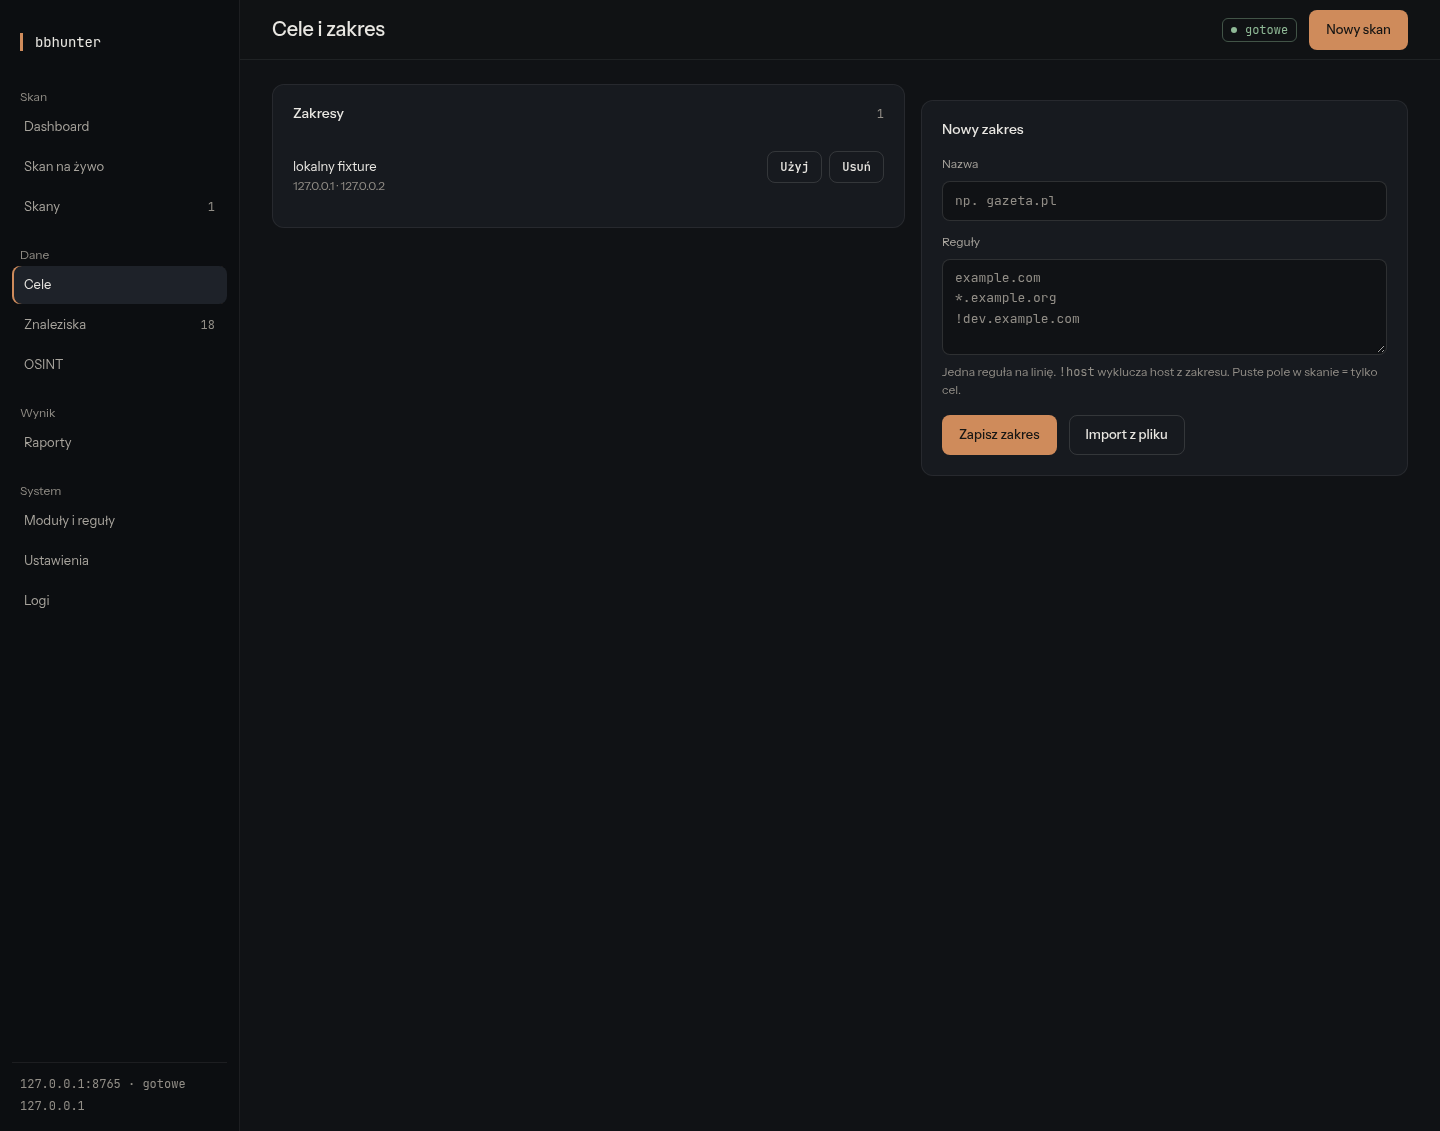 bbhunter
Skan
Dashboard
Skan na żywo
Skany 1
Dane
Cele
Znaleziska 18
OSINT
Wynik
Raporty
System
Moduły i reguły
Ustawienia
Logi
127.0.0.1:8765 · gotowe
127.0.0.1
Cele i zakres
gotowe
Nowy skan
Zakresy 1
lokalny fixture
127.0.0.1 · 127.0.0.2
Użyj
Usuń
Nowy zakres
Nazwa
np. gazeta.pl
Reguły
example.com
*.example.org
!dev.example.com
Jedna reguła na linię. !host wyklucza host z zakresu. Puste pole w skanie = tylko
cel.
Zapisz zakres
Import z pliku